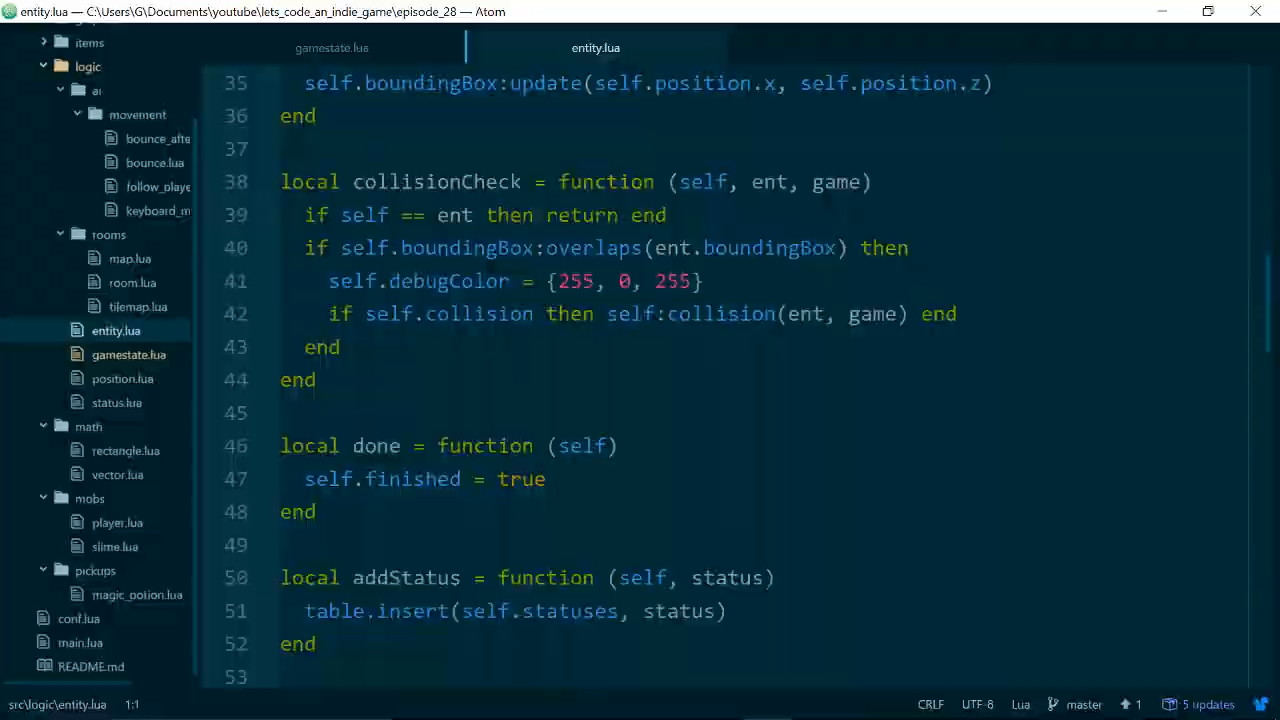 entity.lua — C:\Users\G\Documents\youtube\lets_code_an_indie_game\episode_28 — Atom
items
logic
ai
movement
bounce_afte
bounce.lua
follow_playe
keyboard_m
rooms
map.lua
room.lua
tilemap.lua
entity.lua
gamestate.lua
position.lua
status.lua
math
rectangle.lua
vector.lua
mobs
player.lua
slime.lua
pickups
magic_potion.lua
conf.lua
main.lua
README.md
gamestate.lua
entity.lua
35 self.boundingBox:update(self.position.x, self.position.z)
36 end
37
38 local collisionCheck = function (self, ent, game)
39 if self == ent then return end
40 if self.boundingBox:overlaps(ent.boundingBox) then
41 self.debugColor = {255, 0, 255}
42 if self.collision then self:collision(ent, game) end
43 end
44 end
45
46 local done = function (self)
47 self.finished = true
48 end
49
50 local addStatus = function (self, status)
51 table.insert(self.statuses, status)
52 end
53
src\logic\entity.lua 1:1 CRLF UTF-8 Lua master 1 5 updates